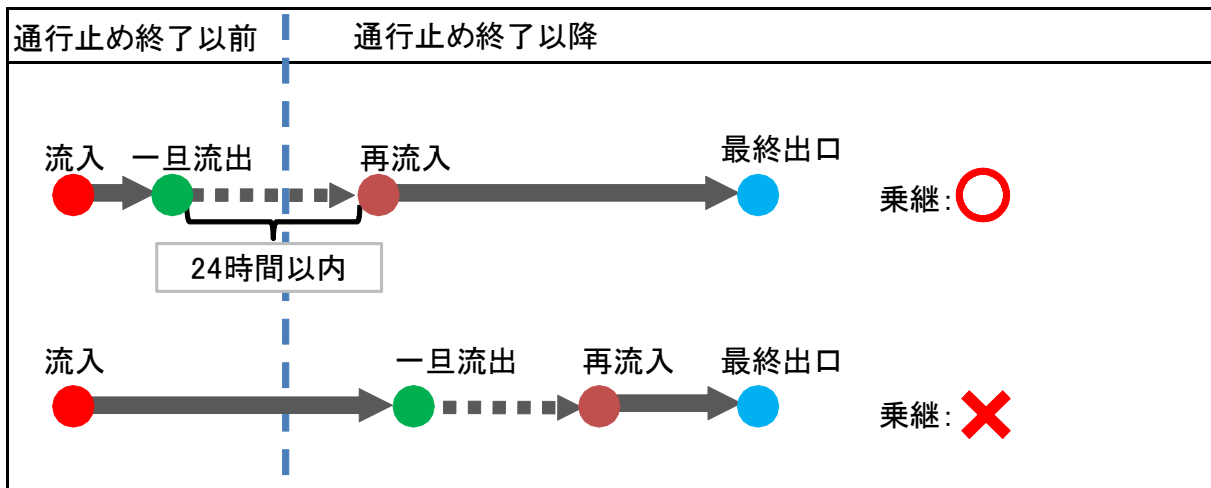 通行止め終了以前
通行止め終了以降
流入
一旦流出
再流入
最終出口
乗継:
24時間以内
流入
一旦流出
再流入
最終出口
乗継: